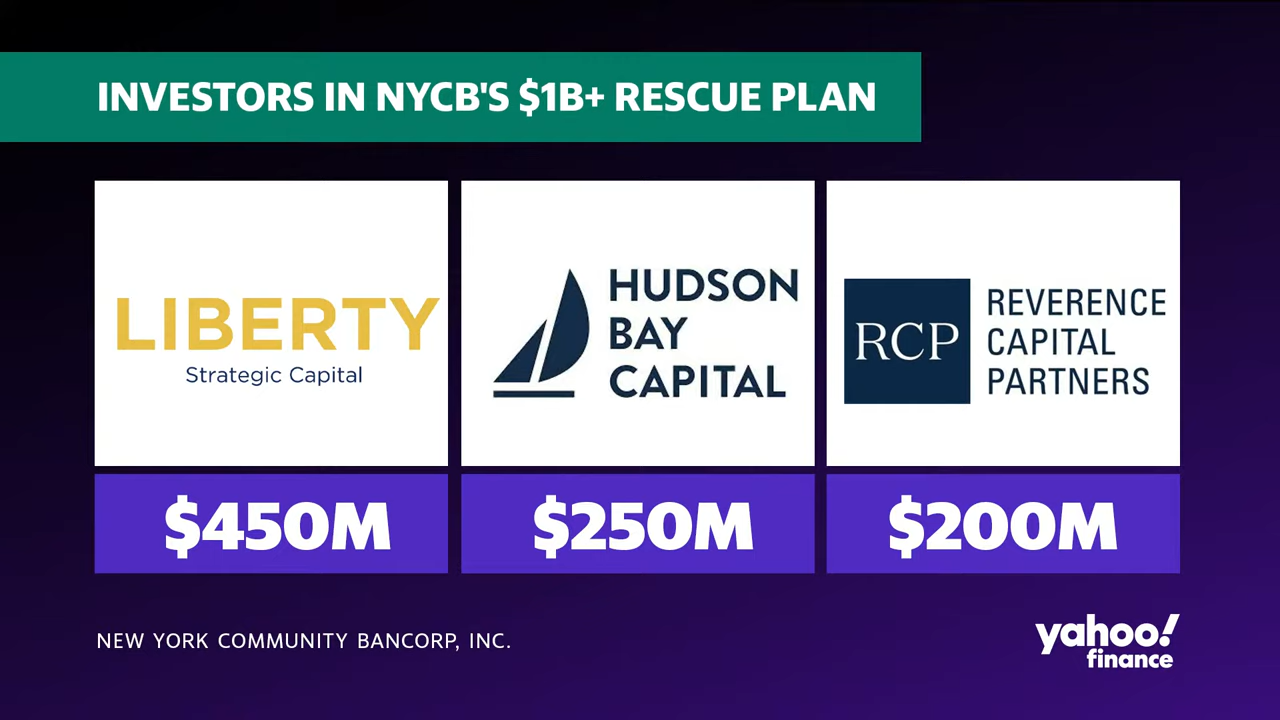 INVESTORS IN NYCB'S $1B+ RESCUE PLAN
LIBERTY
Strategic Capital
HUDSON
BAY
CAPITAL
RCP
REVERENCE
CAPITAL
PARTNERS
$450M
$250M
$200M
NEW YORK COMMUNITY BANCORP, INC.
yahoo!
finance